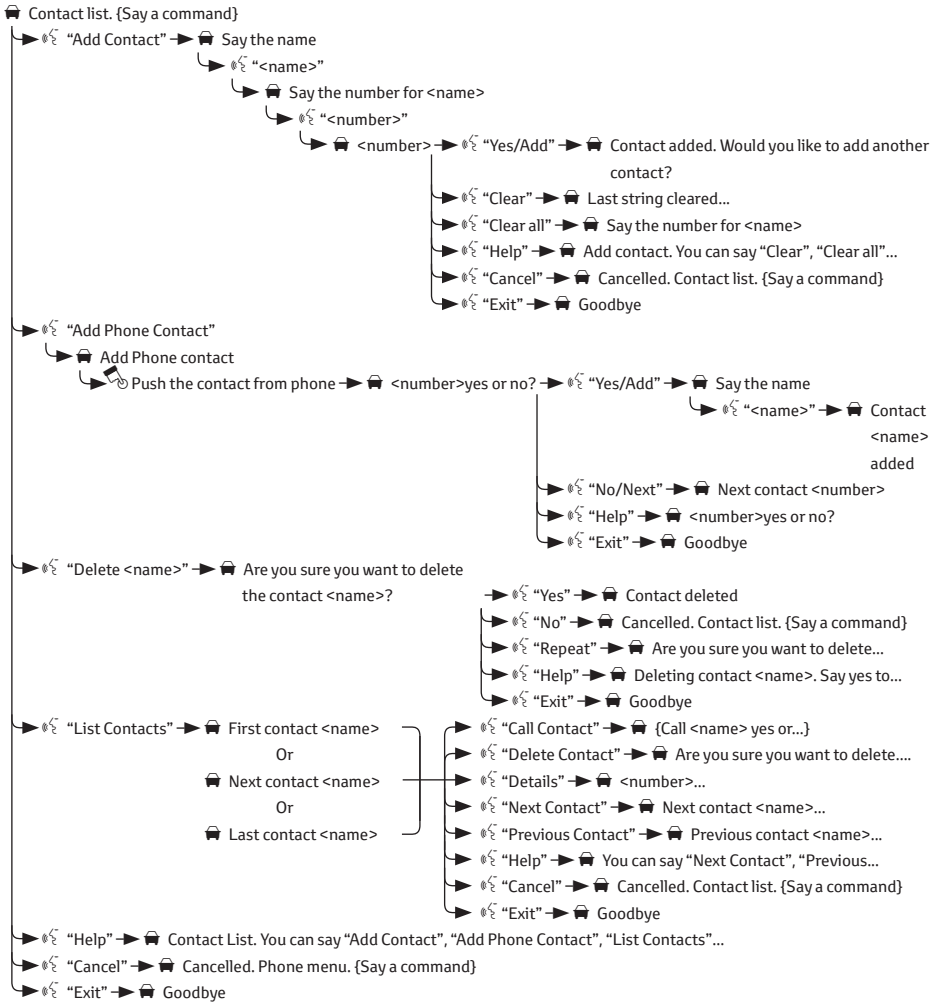 Contact list. {Say a command}
“Add Contact” Say the name
“<name>”
Say the number for <name>
“<number>”
<number> “Yes/Add” Contact added. Would you like to add another
contact?
“Clear” Last string cleared...
“Clear all” Say the number for <name>
“Help” Add contact. You can say “Clear”, “Clear all”...
“Cancel” Cancelled. Contact list. {Say a command}
“Exit” Goodbye
“Add Phone Contact”
Add Phone contact
Push the contact from phone <number>yes or no? “Yes/Add” Say the name
“<name>” Contact
<name>
added
“No/Next” Next contact <number>
“Help” <number>yes or no?
“Exit” Goodbye
“Delete <name>” Are you sure you want to delete
the contact <name>?
“Yes” Contact deleted
“No” Cancelled. Contact list. {Say a command}
“Repeat” Are you sure you want to delete...
“Help” Deleting contact <name>. Say yes to...
“Exit” Goodbye
“List Contacts” First contact <name> “Call Contact” {Call <name> yes or...}
Or “Delete Contact” Are you sure you want to delete....
Next contact <name> “Details” <number>...
Or “Next Contact” Next contact <name>...
Last contact <name> “Previous Contact” Previous contact <name>...
“Help” You can say “Next Contact”, “Previous...
“Cancel” Cancelled. Contact list. {Say a command}
“Exit” Goodbye
“Help” Contact List. You can say “Add Contact”, “Add Phone Contact”, “List Contacts”...
“Cancel” Cancelled. Phone menu. {Say a command}
“Exit” Goodbye